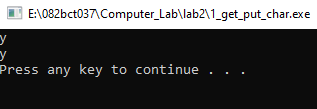 E:\082bct037\Computer_Lab\lab2\1_get_put_char.exe
y
y
Press any key to continue . . .